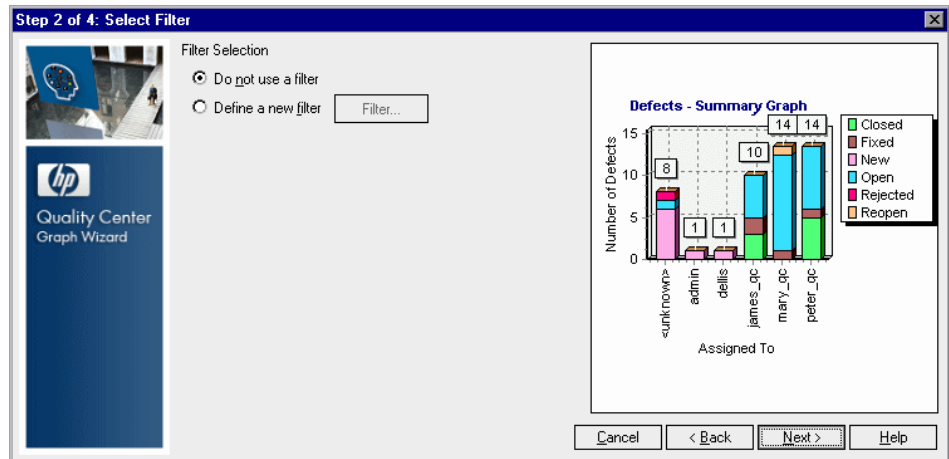 Step 2 of 4: Select Filter
Filter Selection
Do not use a filter
Define a new filter
Filter...
hp
Quality Center
Graph Wizard
Defects - Summary Graph
Number of Defects
15
10
5
0
8
1
1
10
14
14
<unknown>
admin
dellis
james_qc
mary_qc
peter_qc
Assigned To
Closed
Fixed
New
Open
Rejected
Reopen
Cancel
< Back
Next >
Help